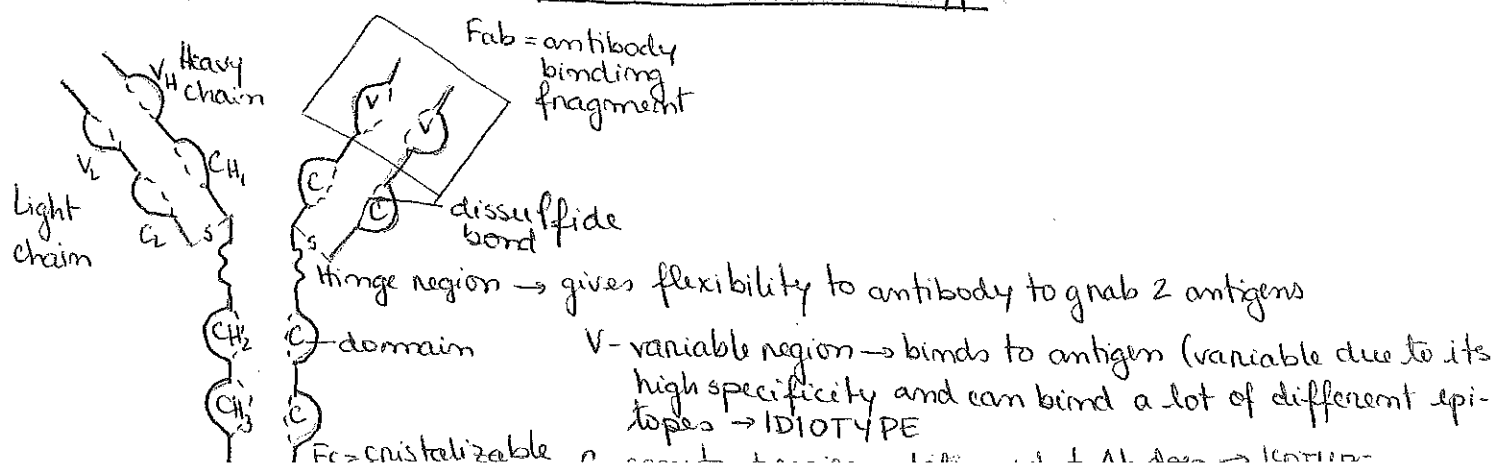 Fab = antibody
binding
fragment
Heavy
chain
VH
V
V
VL
CH1
C
C
CL
S
S
Light
chain
dissulfide
bond
Hinge region → gives flexibility to antibody to grab 2 antigens
CH2
C
domain
V - variable region → binds to antigen (variable due to its
high specificity and can bind a lot of different epi-
topes → IDIOTYPE
CH3
C
Fc = cristalizable